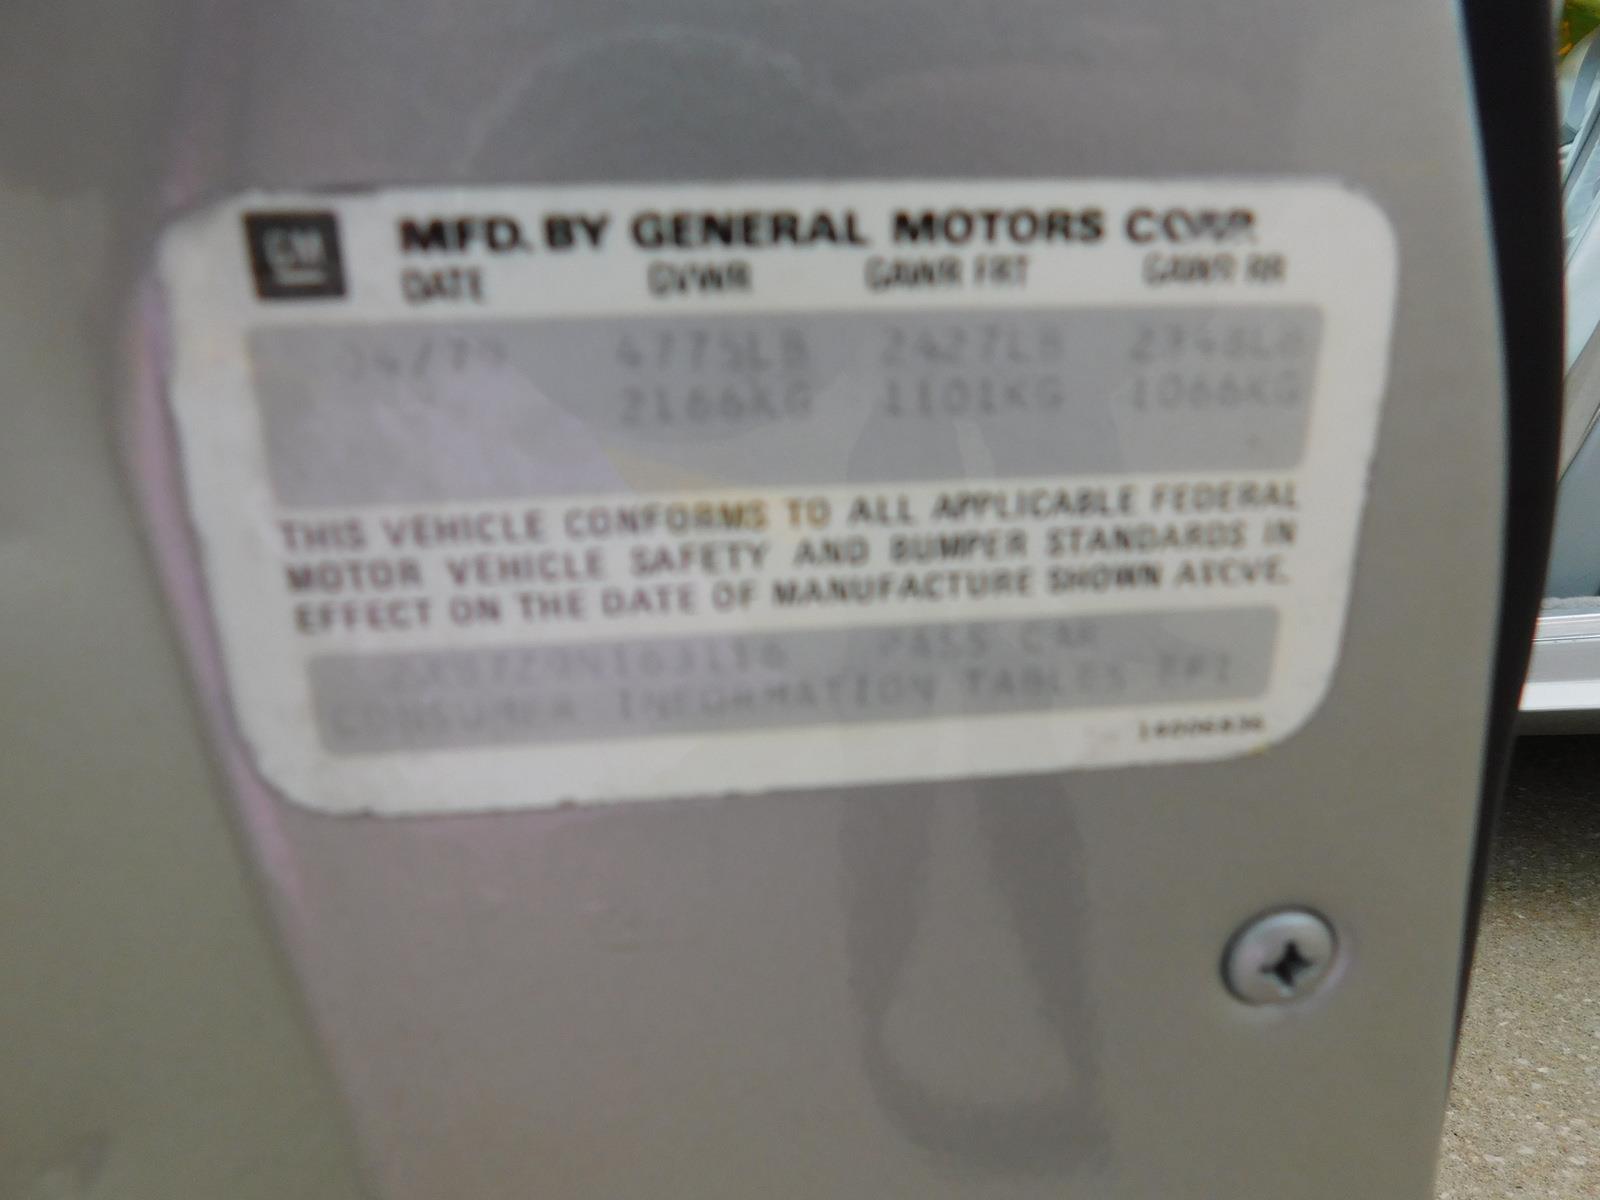 GM MFD. BY GENERAL MOTORS CORP.
DATE GVWR GAWR FRT GAWR RR
04/79 4775LB 2427LB 2348LB
2166KG 1101KG 1066KG
THIS VEHICLE CONFORMS TO ALL APPLICABLE FEDERAL
MOTOR VEHICLE SAFETY AND BUMPER STANDARDS IN
EFFECT ON THE DATE OF MANUFACTURE SHOWN ABOVE.
PASS CAR
CONSUMER INFORMATION TABLES